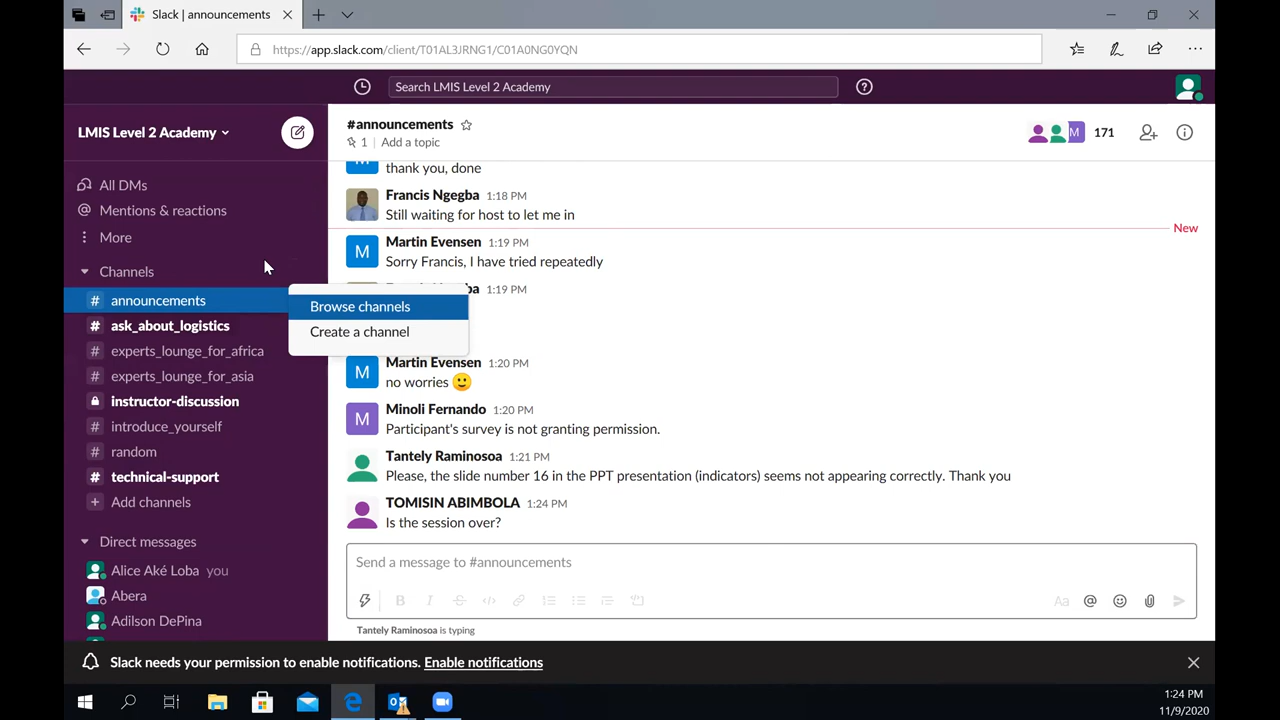 Slack | announcements
https://app.slack.com/client/T01AL3JRNG1/C01A0NG0YQN
Search LMIS Level 2 Academy
LMIS Level 2 Academy
All DMs
Mentions & reactions
More
Channels
# announcements
# ask_about_logistics
# experts_lounge_for_africa
# experts_lounge_for_asia
instructor-discussion
# introduce_yourself
# random
# technical-support
+ Add channels
Direct messages
Alice Aké Loba you
Abera
Adilson DePina
Browse channels
Create a channel
#announcements
1 | Add a topic
171
thank you, done
Francis Ngegba 1:18 PM
Still waiting for host to let me in
New
M Martin Evensen 1:19 PM
Sorry Francis, I have tried repeatedly
1:19 PM
M Martin Evensen 1:20 PM
no worries 🙂
M Minoli Fernando 1:20 PM
Participant's survey is not granting permission.
Tantely Raminosoa 1:21 PM
Please, the slide number 16 in the PPT presentation (indicators) seems not appearing correctly. Thank you
TOMISIN ABIMBOLA 1:24 PM
Is the session over?
Send a message to #announcements
B I S Aa @
Tantely Raminosoa is typing
Slack needs your permission to enable notifications. Enable notifications
1:24 PM
11/9/2020